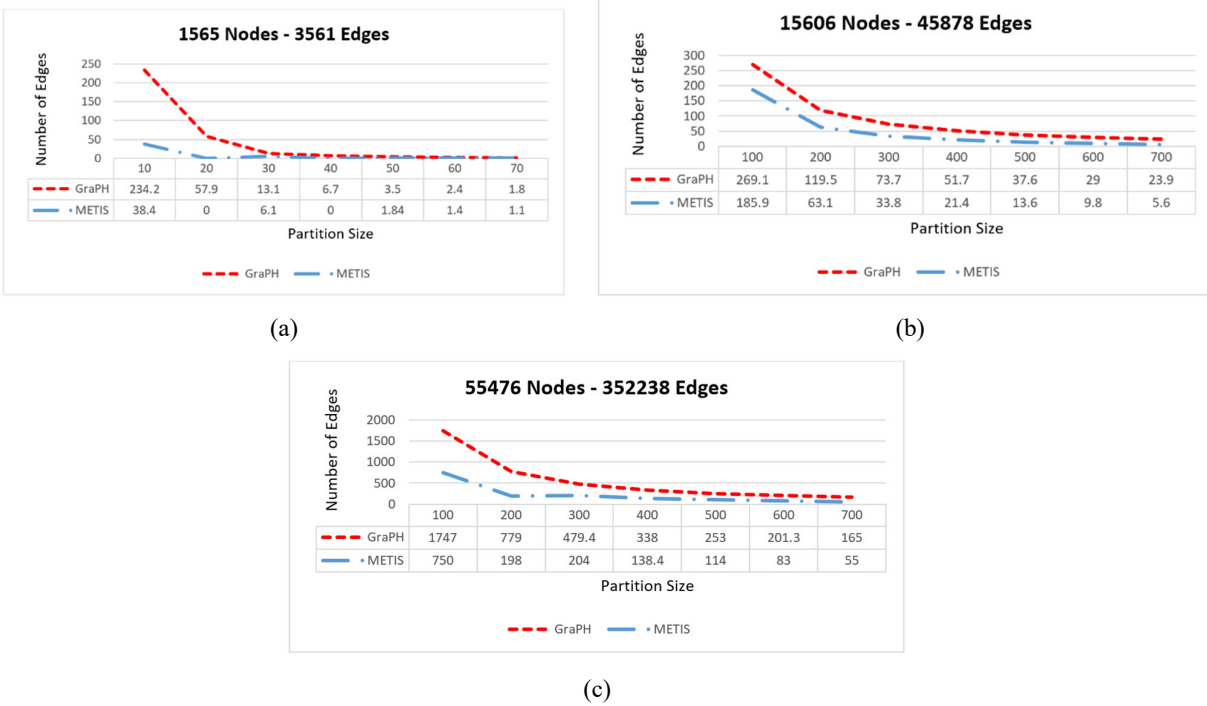 1565 Nodes - 3561 Edges
Number of Edges
250
200
150
100
50
0
10 20 30 40 50 60 70
GraPH 234.2 57.9 13.1 6.7 3.5 2.4 1.8
METIS 38.4 0 6.1 0 1.84 1.4 1.1
Partition Size
GraPH METIS
(a)
15606 Nodes - 45878 Edges
Number of Edges
300
250
200
150
100
50
0
100 200 300 400 500 600 700
GraPH 269.1 119.5 73.7 51.7 37.6 29 23.9
METIS 185.9 63.1 33.8 21.4 13.6 9.8 5.6
Partition Size
GraPH METIS
(b)
55476 Nodes - 352238 Edges
Number of Edges
2000
1500
1000
500
0
100 200 300 400 500 600 700
GraPH 1747 779 479.4 338 253 201.3 165
METIS 750 198 204 138.4 114 83 55
Partition Size
GraPH METIS
(c)